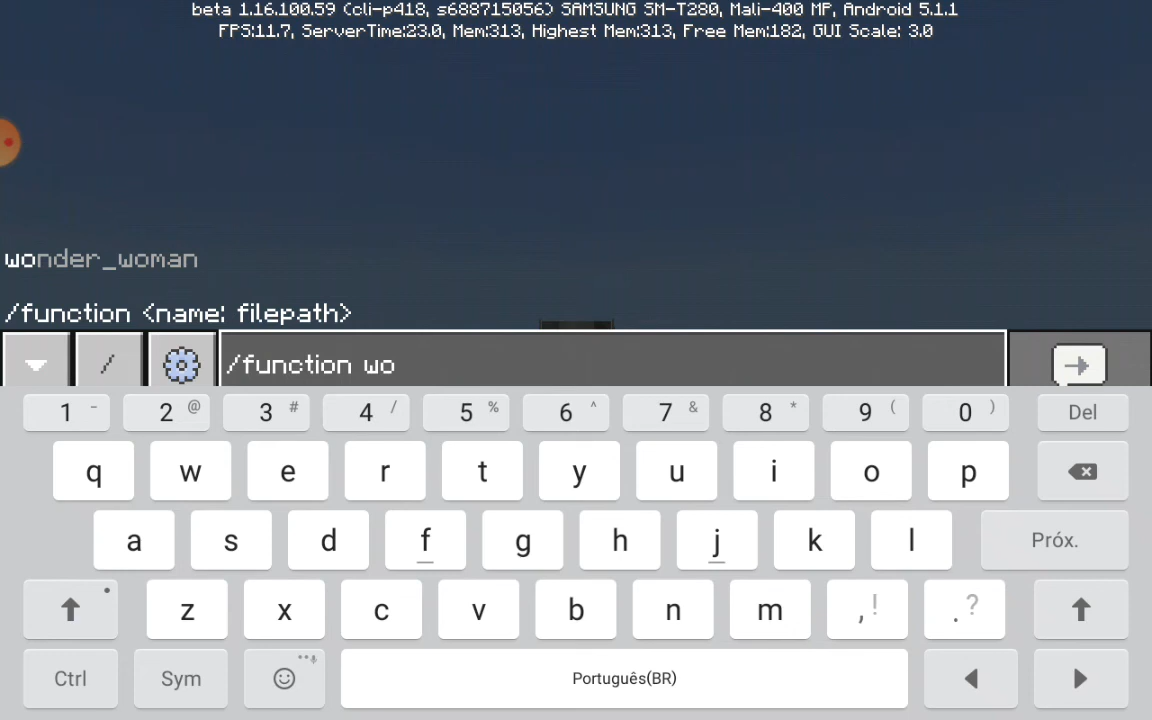 beta 1.16.100.59 (cli-p418, s688715056) SAMSUNG SM-T280, Mali-400 MP, Android 5.1.1
FPS:11.7, ServerTime:23.0, Mem:313, Highest Mem:313, Free Mem:182, GUI Scale: 3.0
wonder_woman
/function <name: filepath>
/ /function wo
1 - 2 @ 3 # 4 / 5 % 6 ^ 7 & 8 * 9 ( 0 ) Del
q w e r t y u i o p
a s d f g h j k l Próx.
z x c v b n m , ! . ?
Ctrl Sym Português(BR)